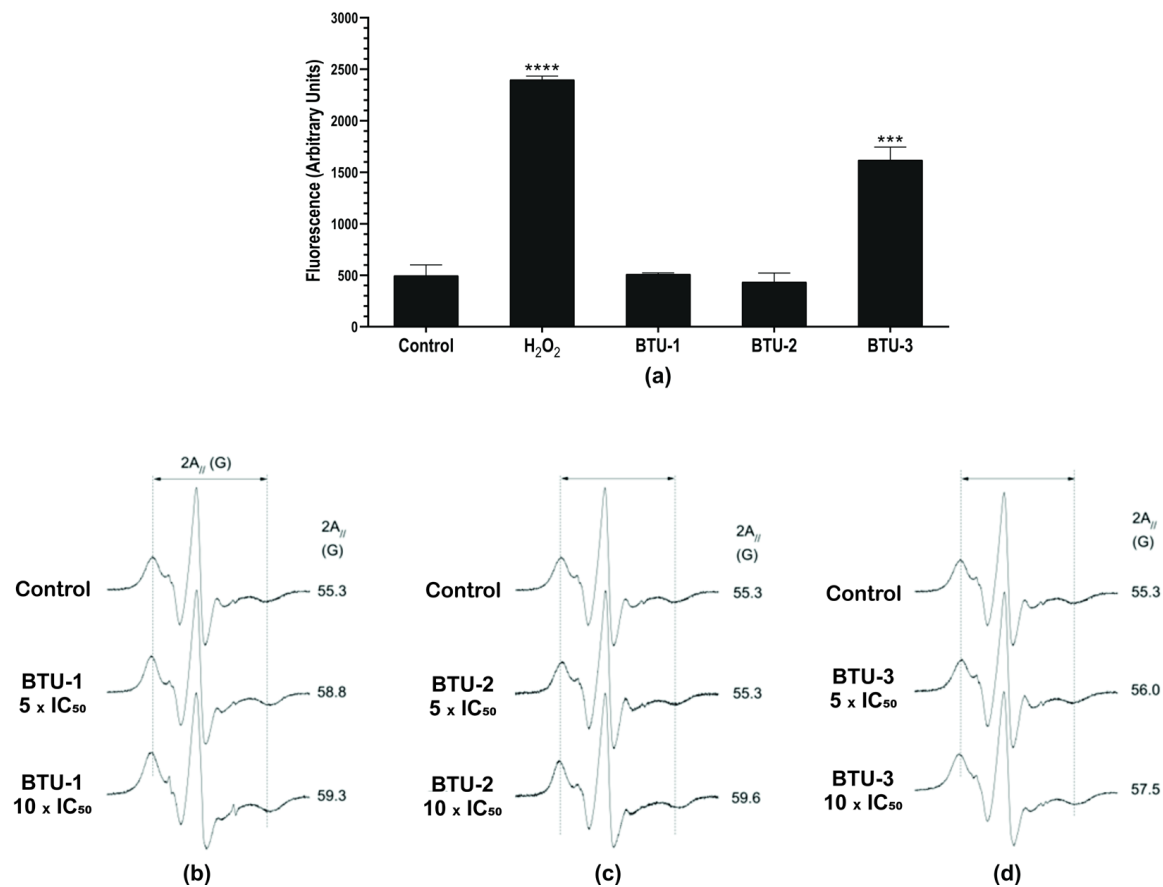 Fluorescence (Arbitrary Units)
3000
2500
2000
1500
1000
500
0
****
***
Control
H₂O₂
BTU-1
BTU-2
BTU-3
(a)
2A// (G)
2A//
(G)
Control
55.3
BTU-1
5 x IC₅₀
58.8
BTU-1
10 x IC₅₀
59.3
(b)
2A//
(G)
Control
55.3
BTU-2
5 x IC₅₀
55.3
BTU-2
10 x IC₅₀
59.6
(c)
2A//
(G)
Control
55.3
BTU-3
5 x IC₅₀
56.0
BTU-3
10 x IC₅₀
57.5
(d)